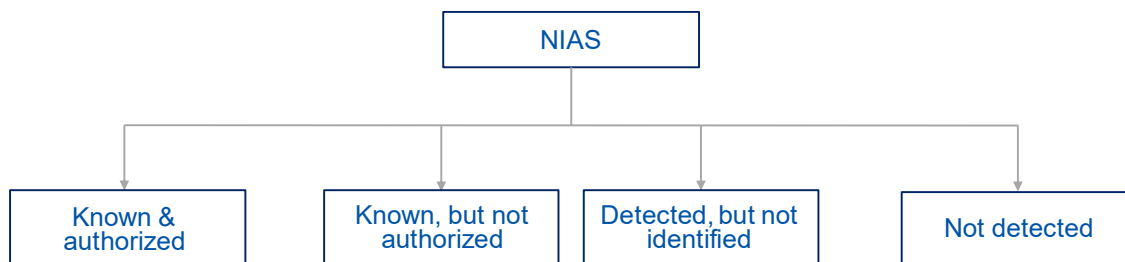 NIAS
Known &
authorized
Known, but not
authorized
Detected, but not
identified
Not detected